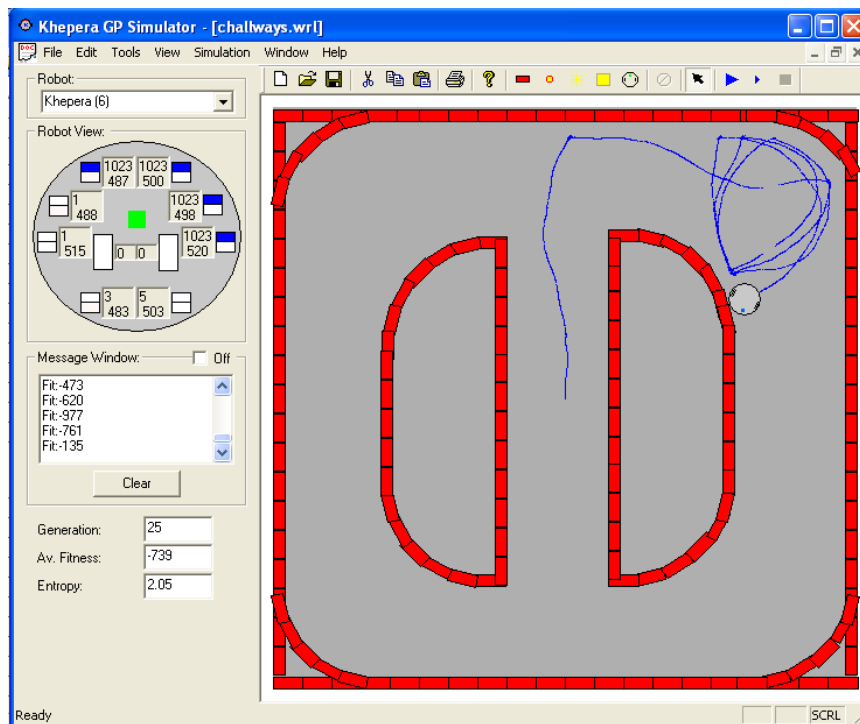 Khepera GP Simulator - [challways.wrl]
File Edit Tools View Simulation Window Help
Robot:
Khepera (6)
Robot View:
1023 1023
487 500
1 1023
488 498
1 1023
515 0 0 520
3 5
483 503
Message Window: Off
Fit:-473
Fit:-620
Fit:-977
Fit:-761
Fit:-135
Clear
Generation: 25
Av. Fitness: -739
Entropy: 2.05
Ready SCRL